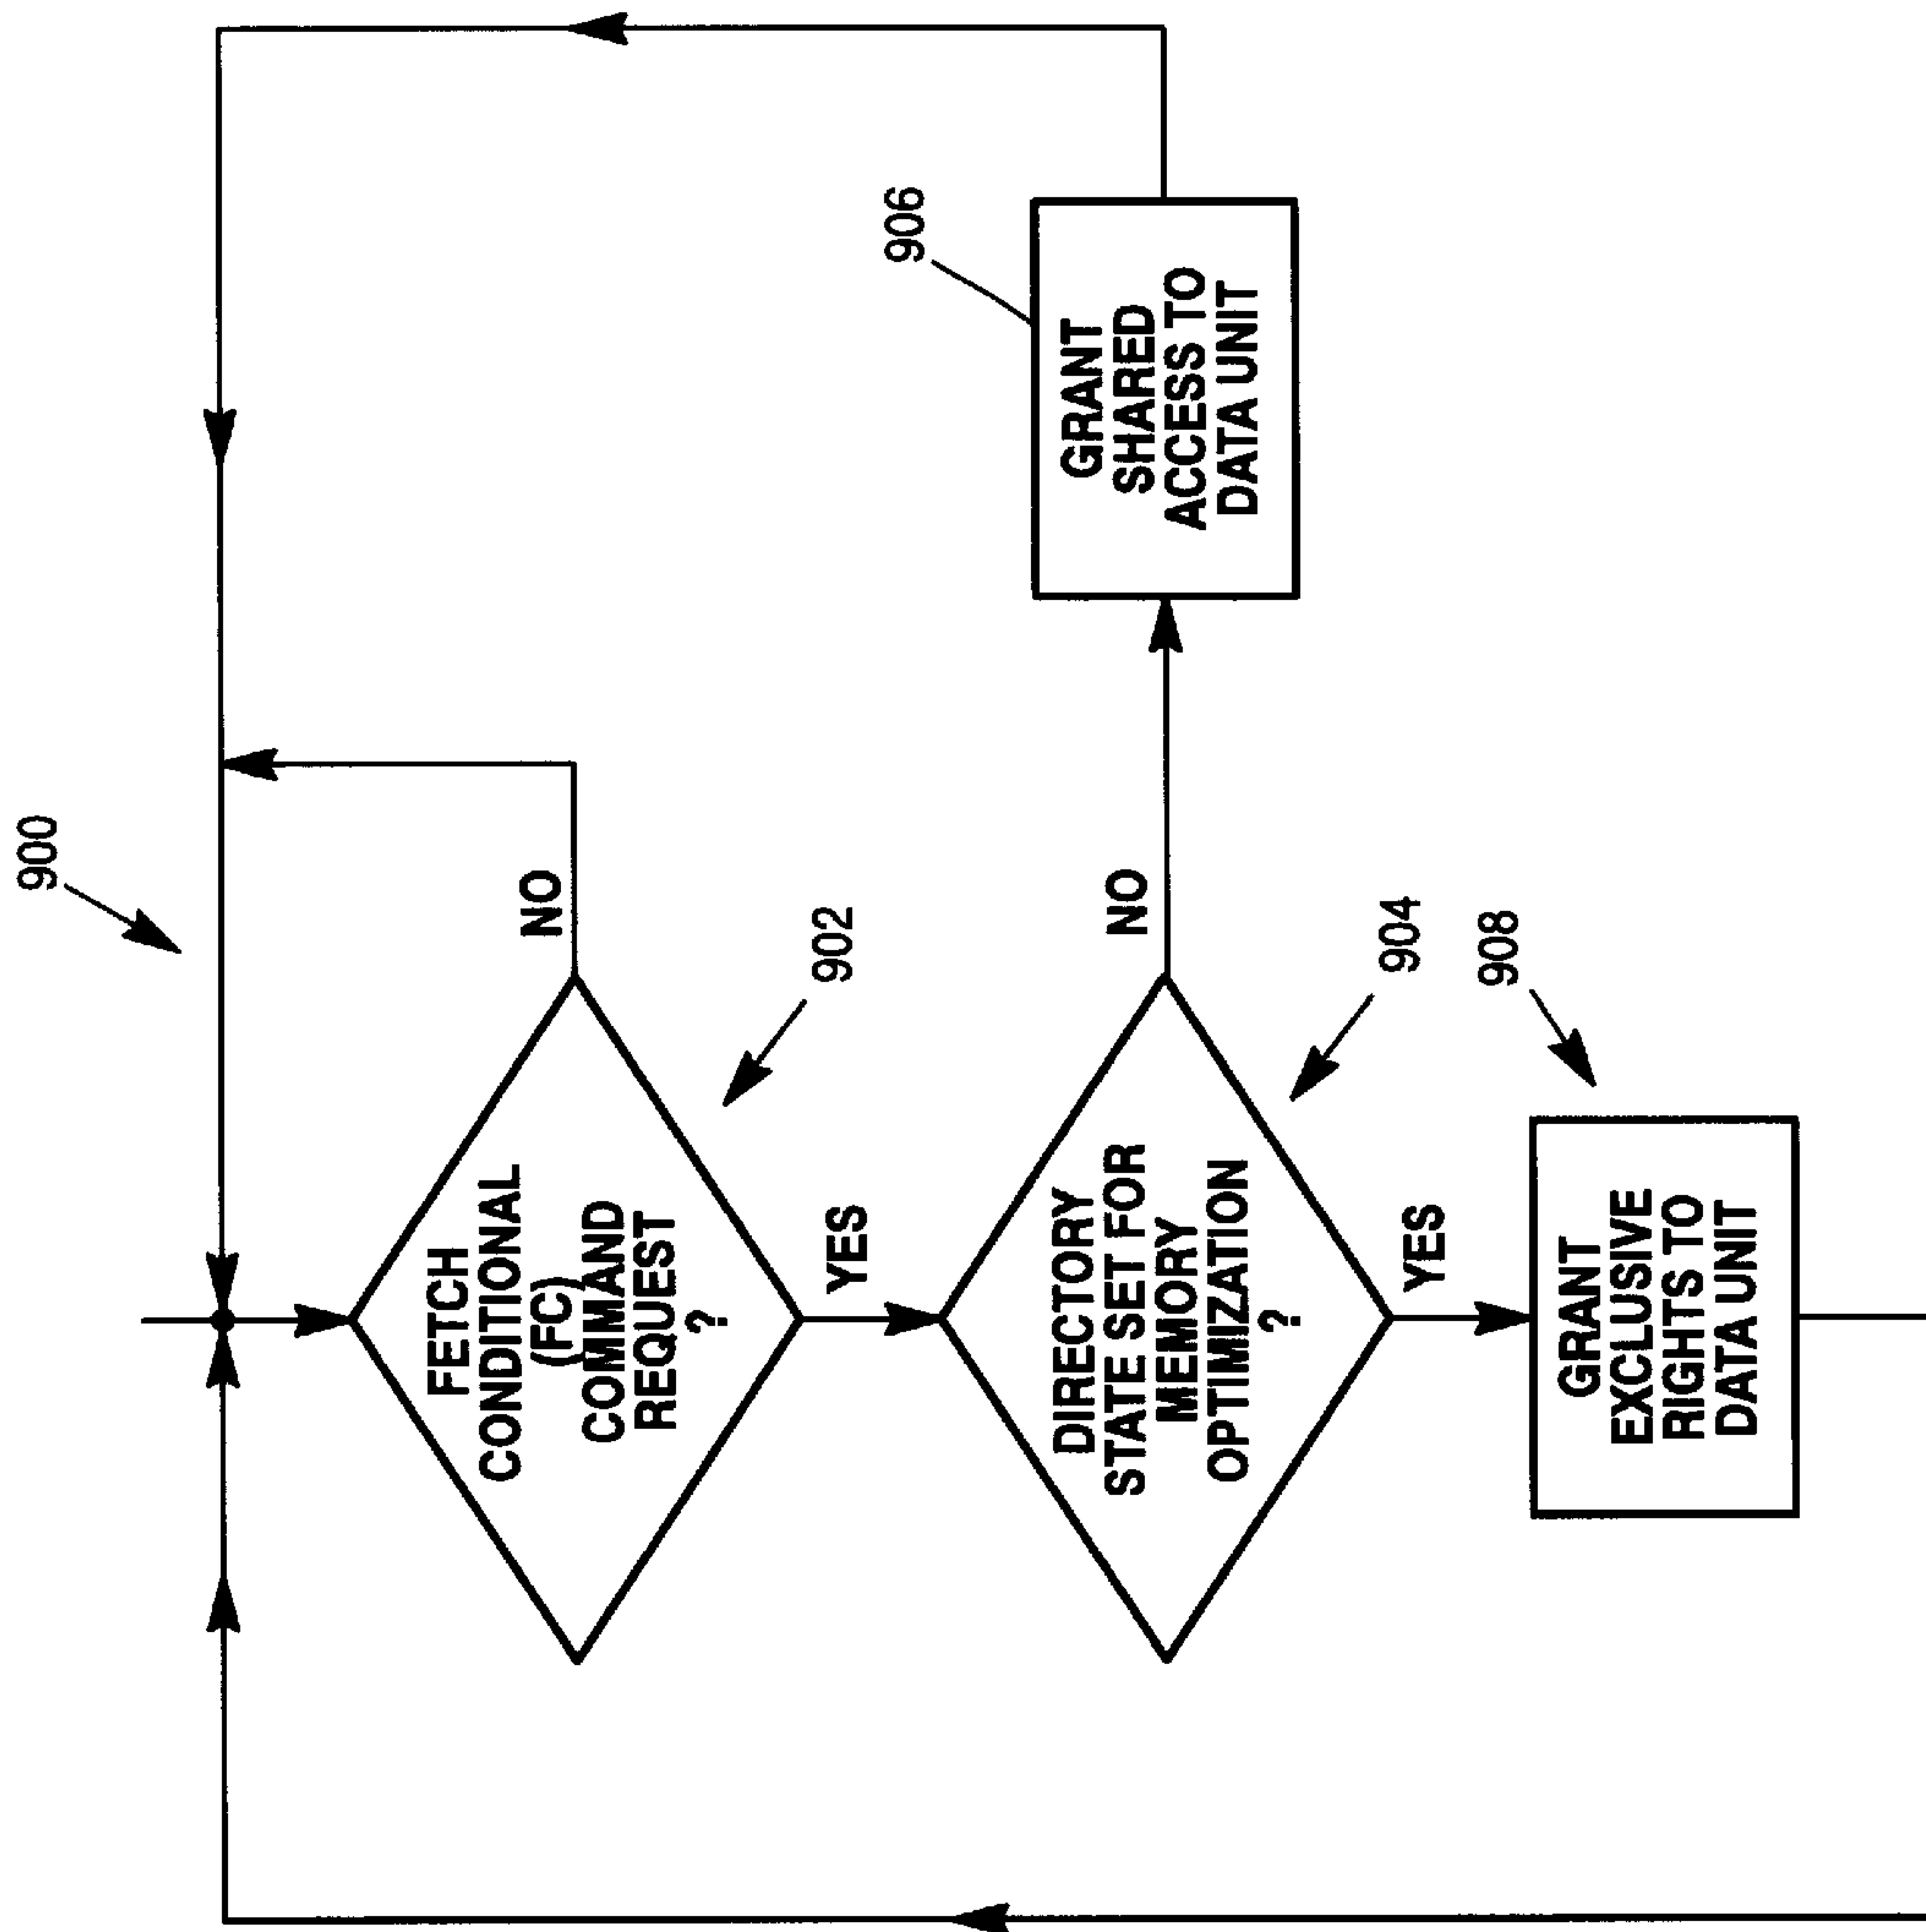 900
FETCH
CONDITIONAL
(FC)
COMMAND
REQUEST
?
NO
902
YES
DIRECTORY
STATE SET FOR
MEMORY
OPTIMIZATION
?
NO
904
906
GRANT
SHARED
ACCESS TO
DATA UNIT
YES
908
GRANT
EXCLUSIVE
RIGHTS TO
DATA UNIT